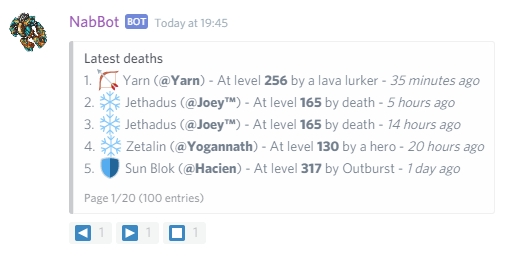 NabBot BOT Today at 19:45
Latest deaths
1. Yarn (@Yarn) - At level 256 by a lava lurker - 35 minutes ago
2. Jethadus (@Joey™) - At level 165 by death - 5 hours ago
3. Jethadus (@Joey™) - At level 165 by death - 14 hours ago
4. Zetalin (@Yogannath) - At level 130 by a hero - 20 hours ago
5. Sun Blok (@Hacien) - At level 317 by Outburst - 1 day ago
Page 1/20 (100 entries)
1 1 1